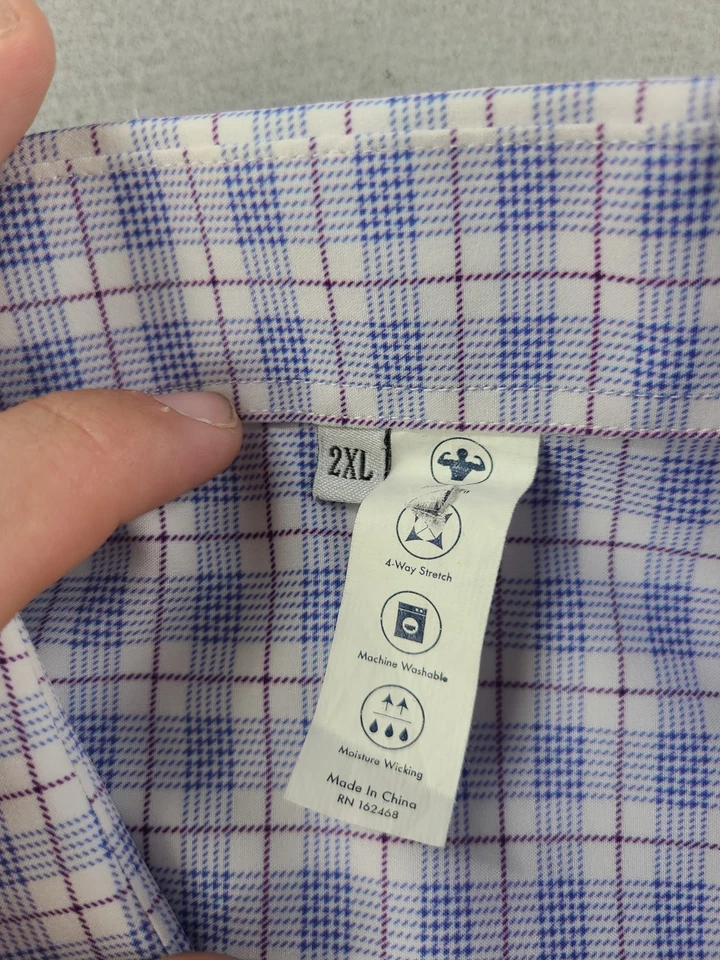 2XL
4-Way Stretch
Machine Washable
Moisture Wicking
Made In China
RN 162468